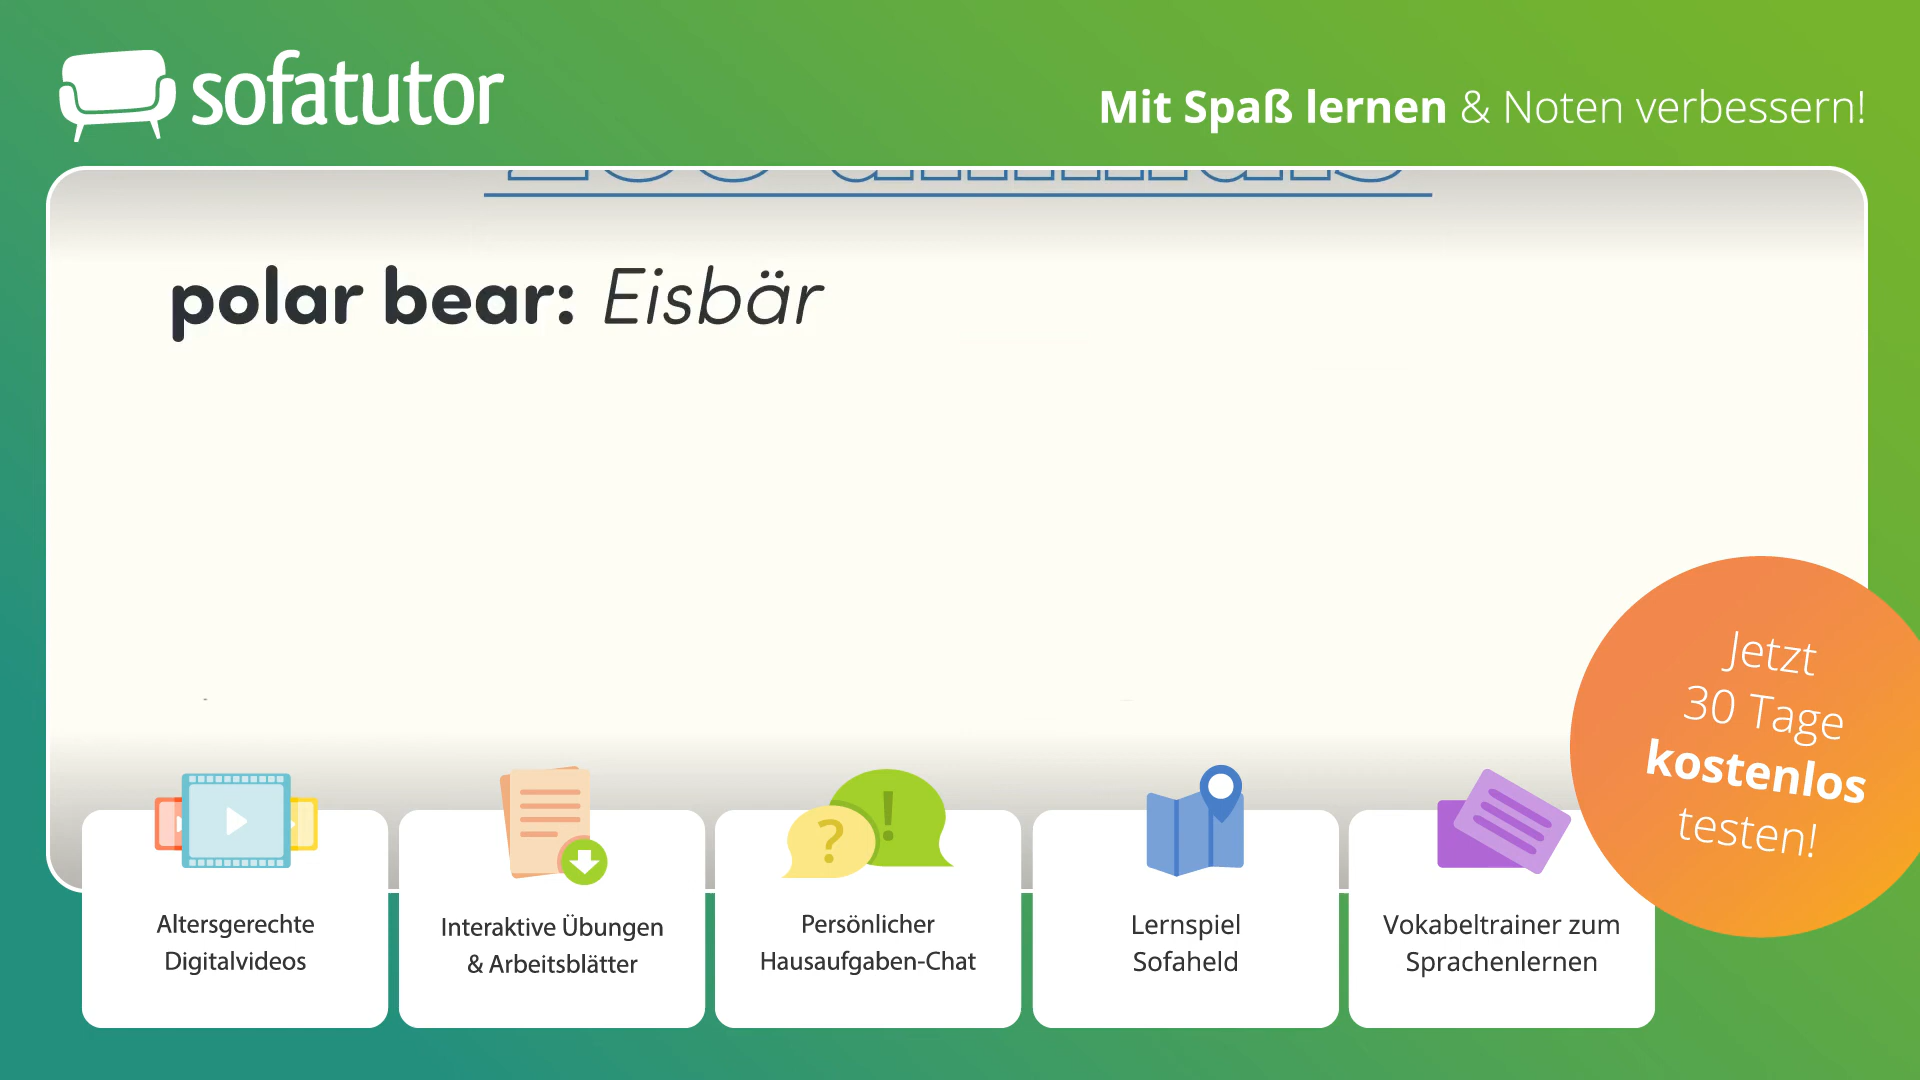 sofatutor
Mit Spaß lernen & Noten verbessern!
polar bear: Eisbär
Jetzt
30 Tage
kostenlos
testen!
? !
Altersgerechte
Digitalvideos
Interaktive Übungen
& Arbeitsblätter
Persönlicher
Hausaufgaben-Chat
Lernspiel
Sofaheld
Vokabeltrainer zum
Sprachenlernen